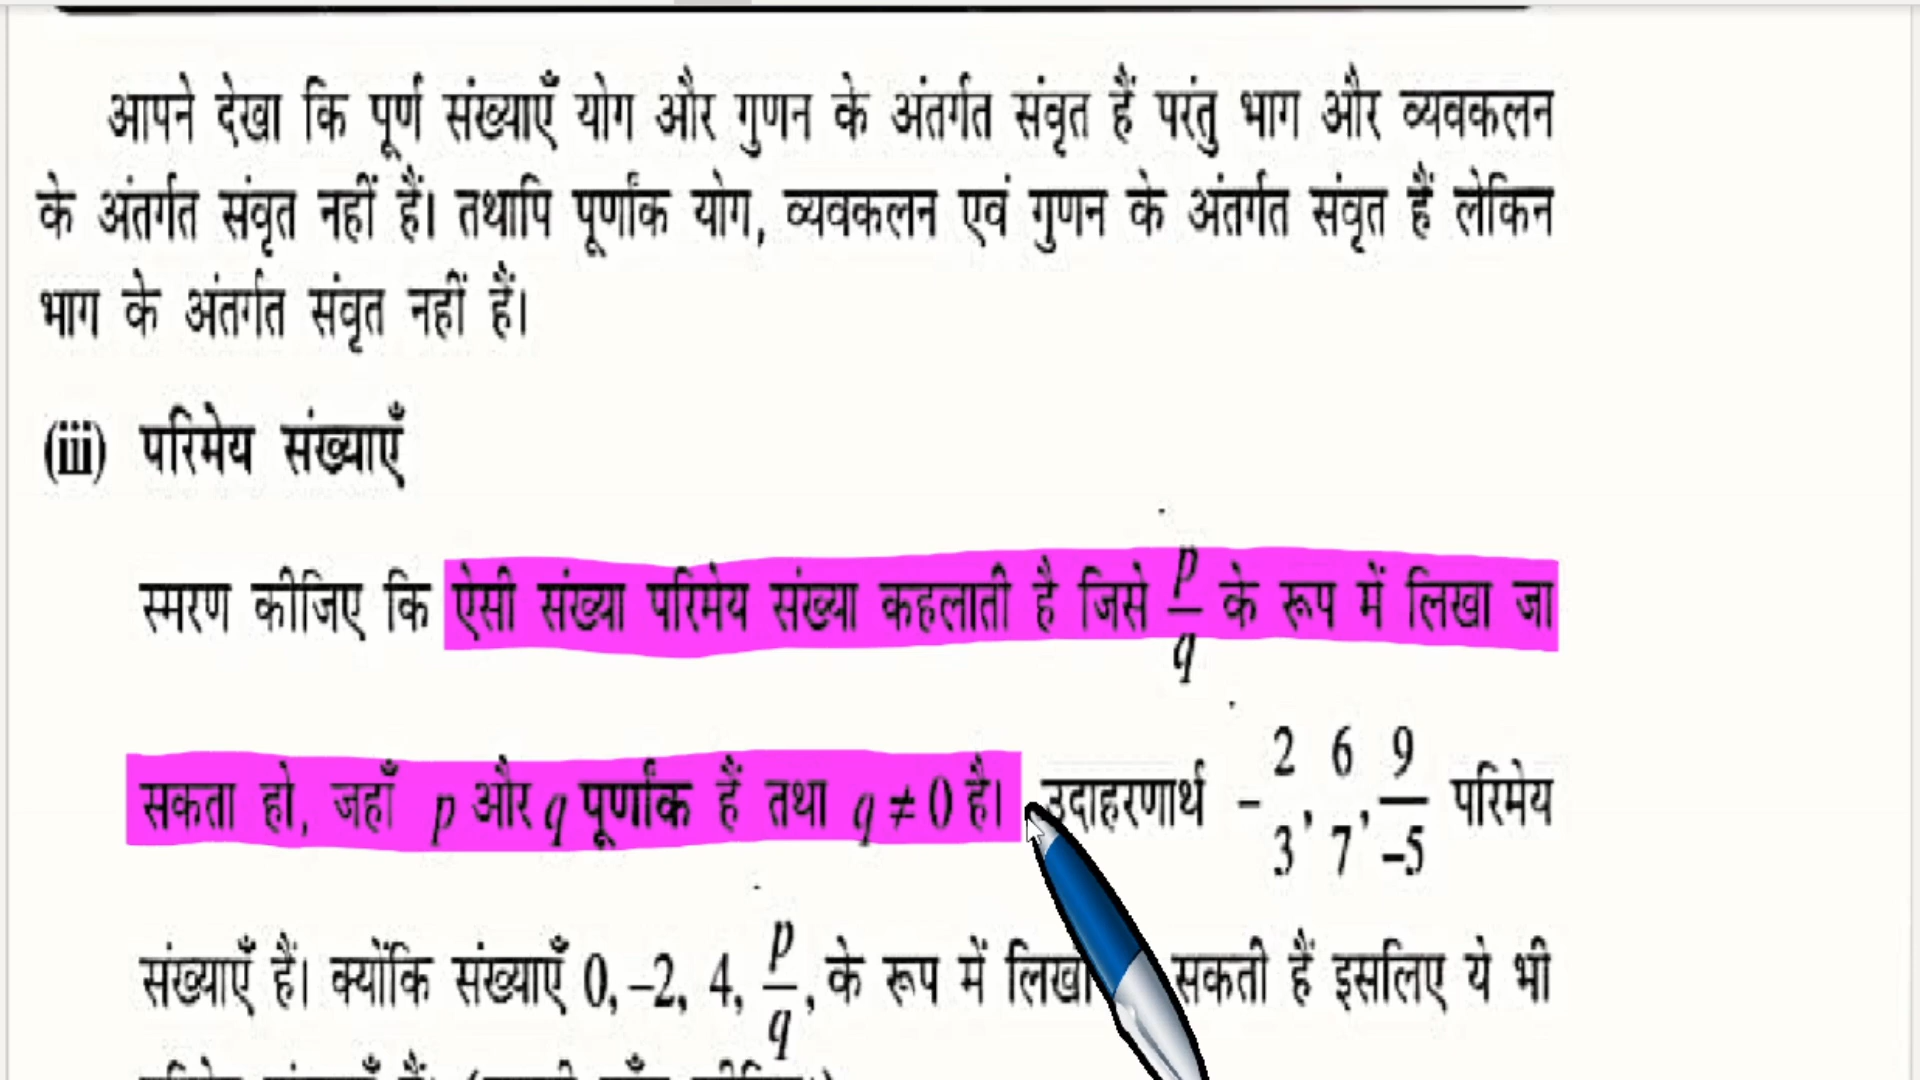 आपने देखा कि पूर्ण संख्याएँ योग और गुणन के अंतर्गत संवृत हैं परंतु भाग और व्यवकलन
के अंतर्गत संवृत नहीं हैं। तथापि पूर्णांक योग, व्यवकलन एवं गुणन के अंतर्गत संवृत हैं लेकिन
भाग के अंतर्गत संवृत नहीं हैं।
(iii) परिमेय संख्याएँ
स्मरण कीजिए कि ऐसी संख्या परिमेय संख्या कहलाती है जिसे p/q के रूप में लिखा जा
सकता हो, जहाँ p और q पूर्णांक हैं तथा q ≠ 0 है। उदाहरणार्थ -2/3, 6/7, 9/-5 परिमेय
संख्याएँ हैं। क्योंकि संख्याएँ 0, -2, 4, p/q, के रूप में लिखी सकती हैं इसलिए ये भी